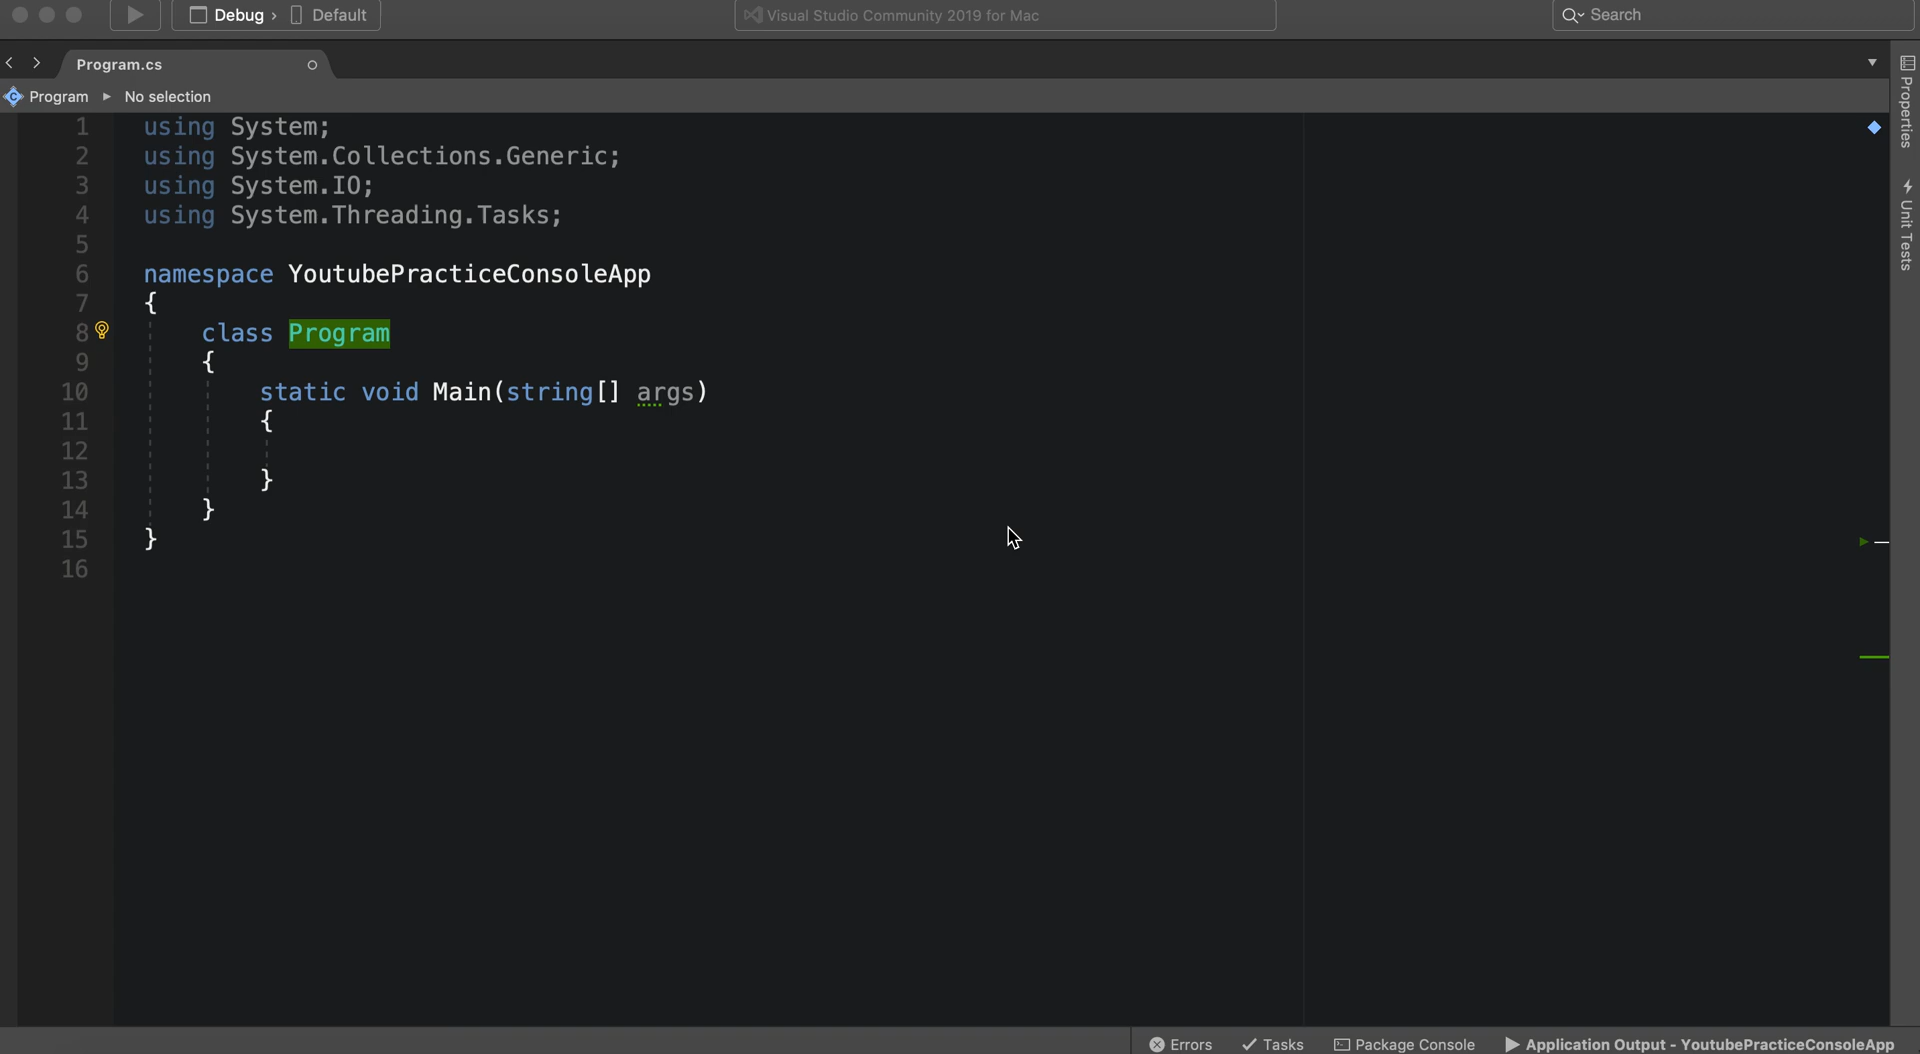 Debug › Default
Visual Studio Community 2019 for Mac
Search
Program.cs
Program ▸ No selection
Properties
Unit Tests
1 using System;
2 using System.Collections.Generic;
3 using System.IO;
4 using System.Threading.Tasks;
5
6 namespace YoutubePracticeConsoleApp
7 {
8 class Program
9 {
10 static void Main(string[] args)
11 {
12
13 }
14 }
15 }
16
Errors
Tasks
Package Console
Application Output - YoutubePracticeConsoleApp